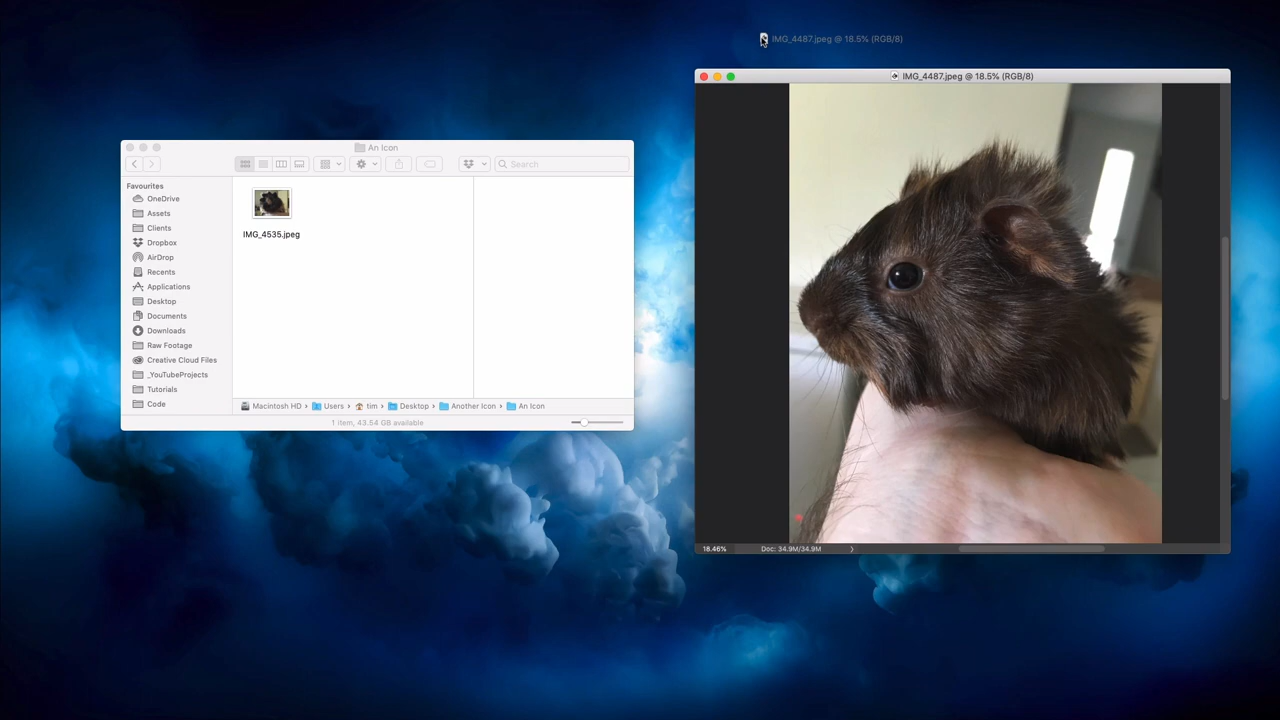 IMG_4487.jpeg @ 18.5% (RGB/8)
IMG_4487.jpeg @ 18.5% (RGB/8)
An Icon
Search
Favourites
OneDrive
Assets
Clients
Dropbox
AirDrop
Recents
Applications
Desktop
Documents
Downloads
Raw Footage
Creative Cloud Files
_YouTubeProjects
Tutorials
Code
IMG_4535.jpeg
Macintosh HD › Users › tim › Desktop › Another Icon › An Icon
1 item, 43.54 GB available
18.46% Doc: 34.9M/34.9M